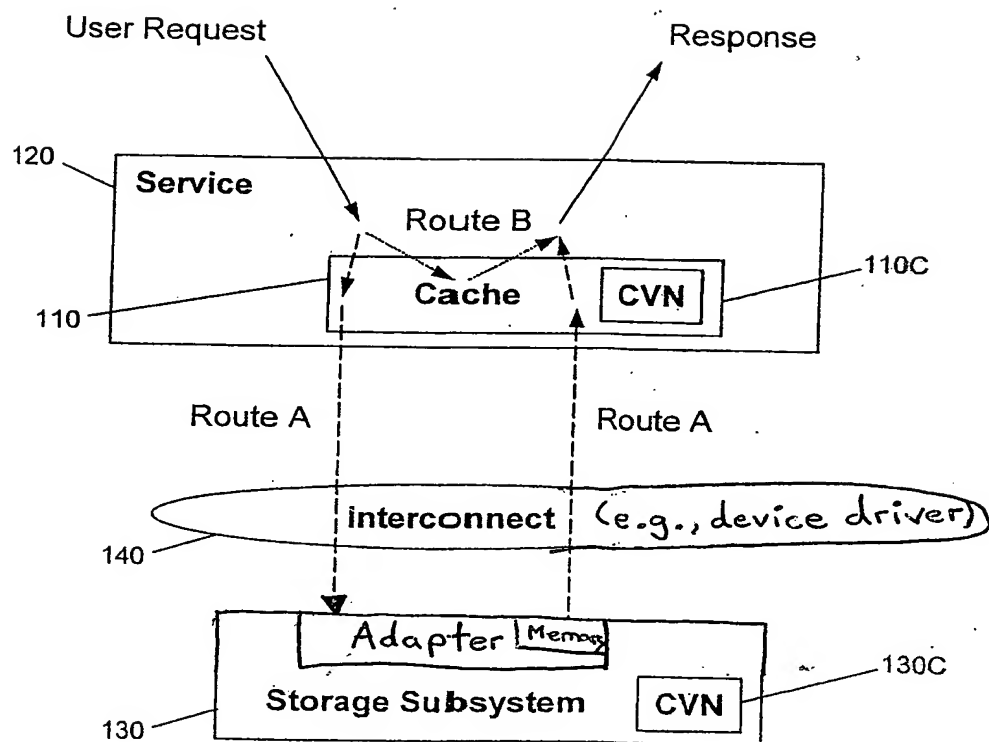 User Request
Response
120
Service
Route B
110C
Cache
CVN
110
Route A
Route A
interconnect (e.g., device driver)
140
Adapter
Memory
130C
Storage Subsystem
CVN
130